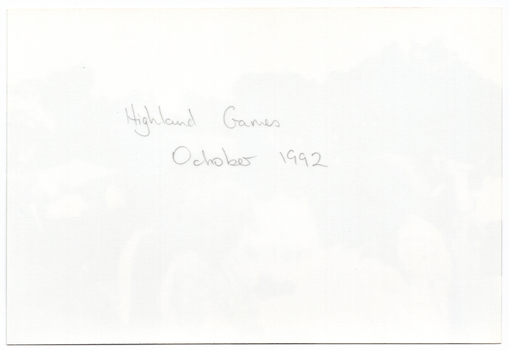 Highland Games
October 1992